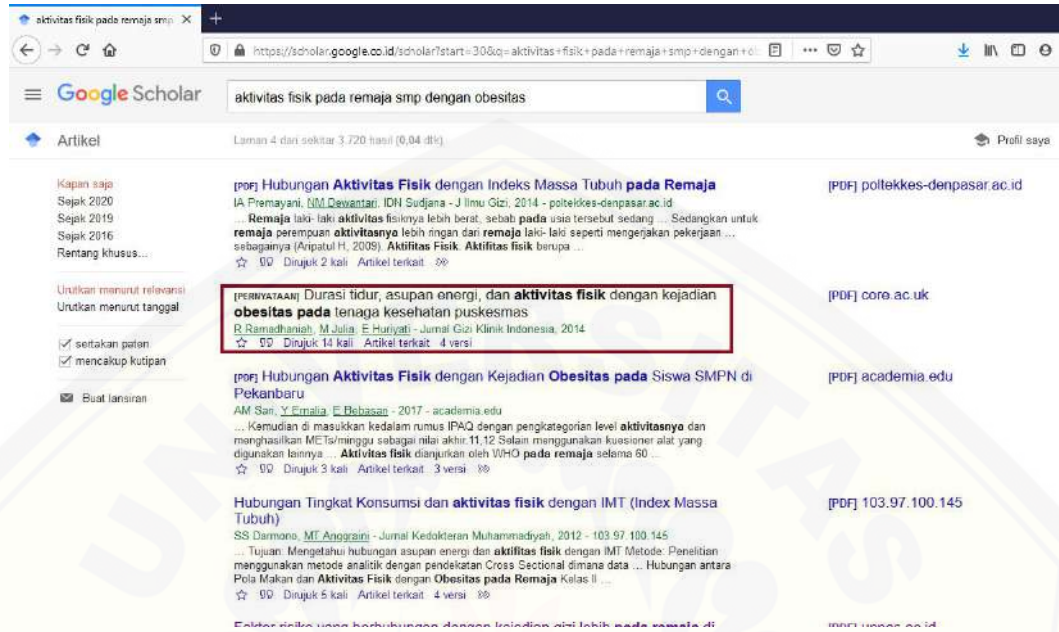 aktivitas fisik pada remaja smp
https://scholar.google.co.id/scholar?start=30&q=aktivitas+fisik+pada+remaja+smp+dengan+o
Google Scholar
aktivitas fisik pada remaja smp dengan obesitas
Artikel
Laman 4 dari sekitar 3.720 hasil (0,04 dtk)
Profil saya
Kapan saja
Sejak 2020
Sejak 2019
Sejak 2016
Rentang khusus...
Urutkan menurut relevansi
Urutkan menurut tanggal
sertakan paten
mencakup kutipan
Buat lansiran
[PDF] Hubungan Aktivitas Fisik dengan Indeks Massa Tubuh pada Remaja
IA Premayani, NM Dewantari, IDN Sudjana - J Ilmu Gizi, 2014 - poltekkes-denpasar.ac.id
... Remaja laki- laki aktivitas fisiknya lebih berat, sebab pada usia tersebut sedang ... Sedangkan untuk
remaja perempuan aktivitasnya lebih ringan dari remaja laki- laki seperti mengerjakan pekerjaan ...
sebagainya (Aripatul H, 2009). Aktifitas Fisik. Aktifitas fisik berupa ...
Dirujuk 2 kali Artikel terkait
[PDF] poltekkes-denpasar.ac.id
[PERNYATAAN] Durasi tidur, asupan energi, dan aktivitas fisik dengan kejadian
obesitas pada tenaga kesehatan puskesmas
R Ramadhaniah, M Julia, E Huriyati - Jurnal Gizi Klinik Indonesia, 2014
Dirujuk 14 kali Artikel terkait 4 versi
[PDF] core.ac.uk
[PDF] Hubungan Aktivitas Fisik dengan Kejadian Obesitas pada Siswa SMPN di
Pekanbaru
AM Sari, Y Ernalia, E Bebasan - 2017 - academia.edu
... Kemudian di masukkan kedalam rumus IPAQ dengan pengkategorian level aktivitasnya dan
menghasilkan METs/minggu sebagai nilai akhir.11,12 Selain menggunakan kuesioner alat yang
digunakan lainnya ... Aktivitas fisik dianjurkan oleh WHO pada remaja selama 60 ...
Dirujuk 3 kali Artikel terkait 3 versi
[PDF] academia.edu
Hubungan Tingkat Konsumsi dan aktivitas fisik dengan IMT (Index Massa
Tubuh)
SS Darmono, MT Anggraini - Jurnal Kedokteran Muhammadiyah, 2012 - 103.97.100.145
... Tujuan: Mengetahui hubungan asupan energi dan aktifitas fisik dengan IMT Metode: Penelitian
menggunakan metode analitik dengan pendekatan Cross Sectional dimana data ... Hubungan antara
Pola Makan dan Aktivitas Fisik dengan Obesitas pada Remaja Kelas II ...
Dirujuk 5 kali Artikel terkait 4 versi
[PDF] 103.97.100.145
Faktor risiko yang berhubungan dengan kejadian gizi lebih pada remaja di
UNIVERSITAS